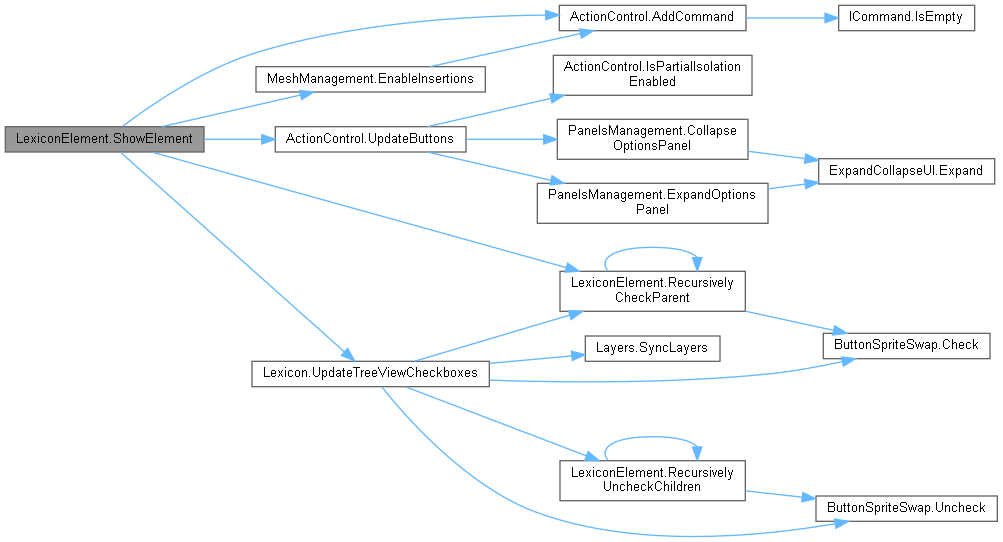 ActionControl.AddCommand
ICommand.IsEmpty
MeshManagement.EnableInsertions
ActionControl.IsPartialIsolation
Enabled
LexiconElement.ShowElement
ActionControl.UpdateButtons
PanelsManagement.Collapse
OptionsPanel
ExpandCollapseUI.Expand
PanelsManagement.ExpandOptions
Panel
LexiconElement.Recursively
CheckParent
Layers.SyncLayers
ButtonSpriteSwap.Check
Lexicon.UpdateTreeViewCheckboxes
LexiconElement.Recursively
UncheckChildren
ButtonSpriteSwap.Uncheck